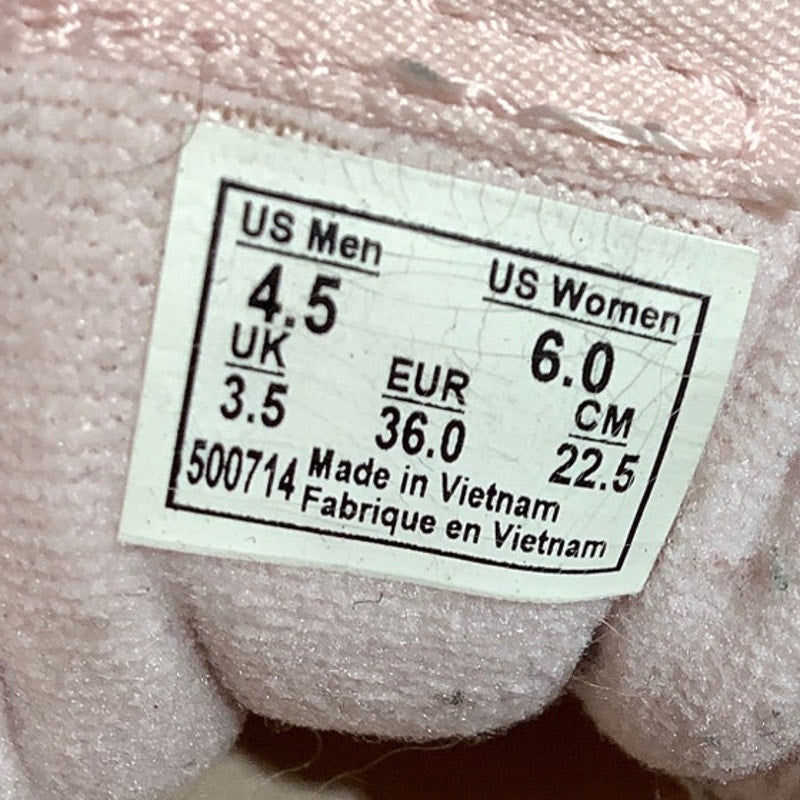 US Men
US Women
4.5
6.0
UK
EUR
CM
3.5
36.0
22.5
500714
Made in Vietnam
Fabrique en Vietnam